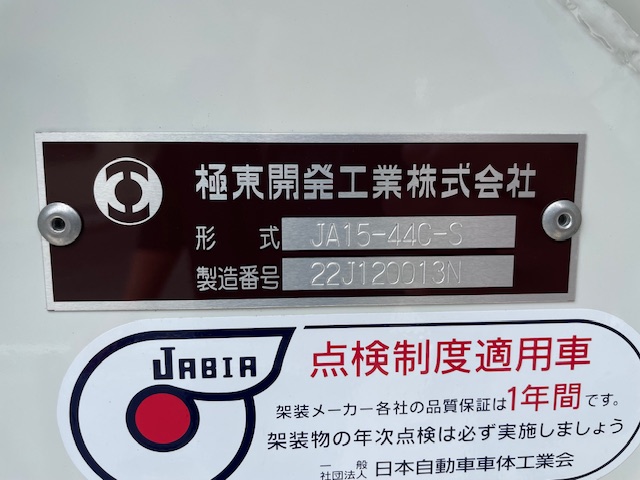 極東開発工業株式会社
形式 JA15-44C-S
製造番号 22J120013N
JABIA
点検制度適用車
架装メーカー各社の品質保証は1年間です。
架装物の年次点検は必ず実施しましょう
一般社団法人 日本自動車車体工業会